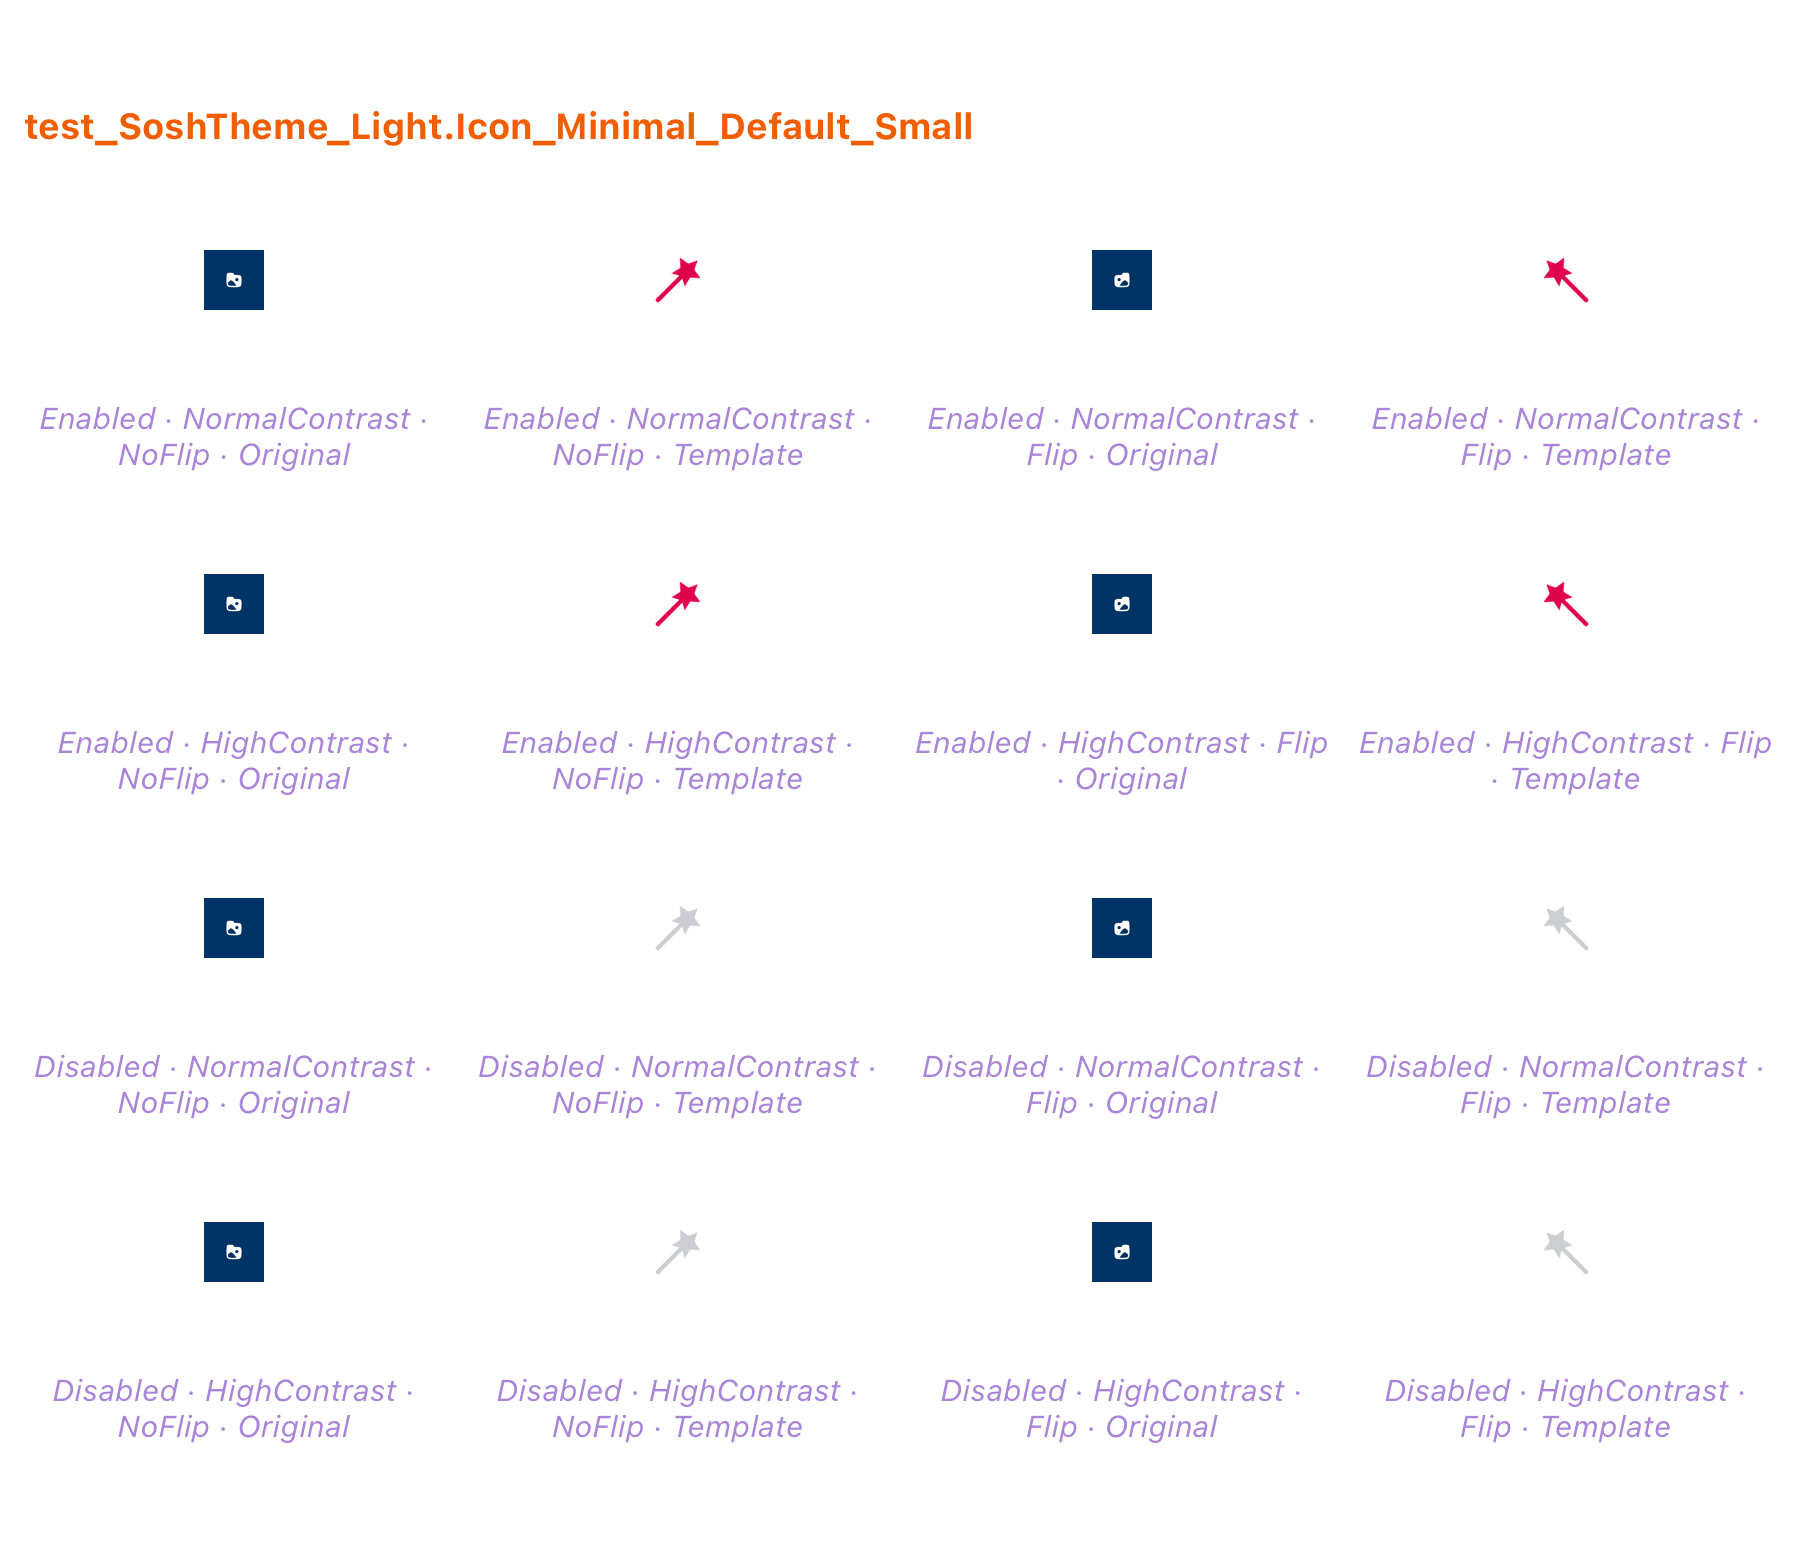 test_SoshTheme_Light.Icon_Minimal_Default_Small
Enabled · NormalContrast ·
NoFlip · Original
Enabled · NormalContrast ·
NoFlip · Template
Enabled · NormalContrast ·
Flip · Original
Enabled · NormalContrast ·
Flip · Template
Enabled · HighContrast ·
NoFlip · Original
Enabled · HighContrast ·
NoFlip · Template
Enabled · HighContrast · Flip
· Original
Enabled · HighContrast · Flip
· Template
Disabled · NormalContrast ·
NoFlip · Original
Disabled · NormalContrast ·
NoFlip · Template
Disabled · NormalContrast ·
Flip · Original
Disabled · NormalContrast ·
Flip · Template
Disabled · HighContrast ·
NoFlip · Original
Disabled · HighContrast ·
NoFlip · Template
Disabled · HighContrast ·
Flip · Original
Disabled · HighContrast ·
Flip · Template